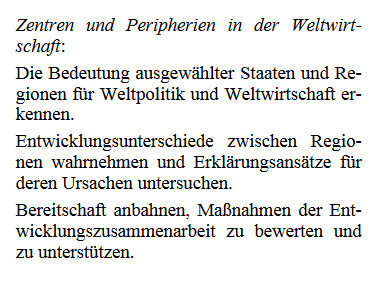 Zentren und Peripherien in der Weltwirt-
schaft:
Die Bedeutung ausgewählter Staaten und Re-
gionen für Weltpolitik und Weltwirtschaft er-
kennen.
Entwicklungsunterschiede zwischen Regio-
nen wahrnehmen und Erklärungsansätze für
deren Ursachen untersuchen.
Bereitschaft anbahnen, Maßnahmen der Ent-
wicklungszusammenarbeit zu bewerten und
zu unterstützen.